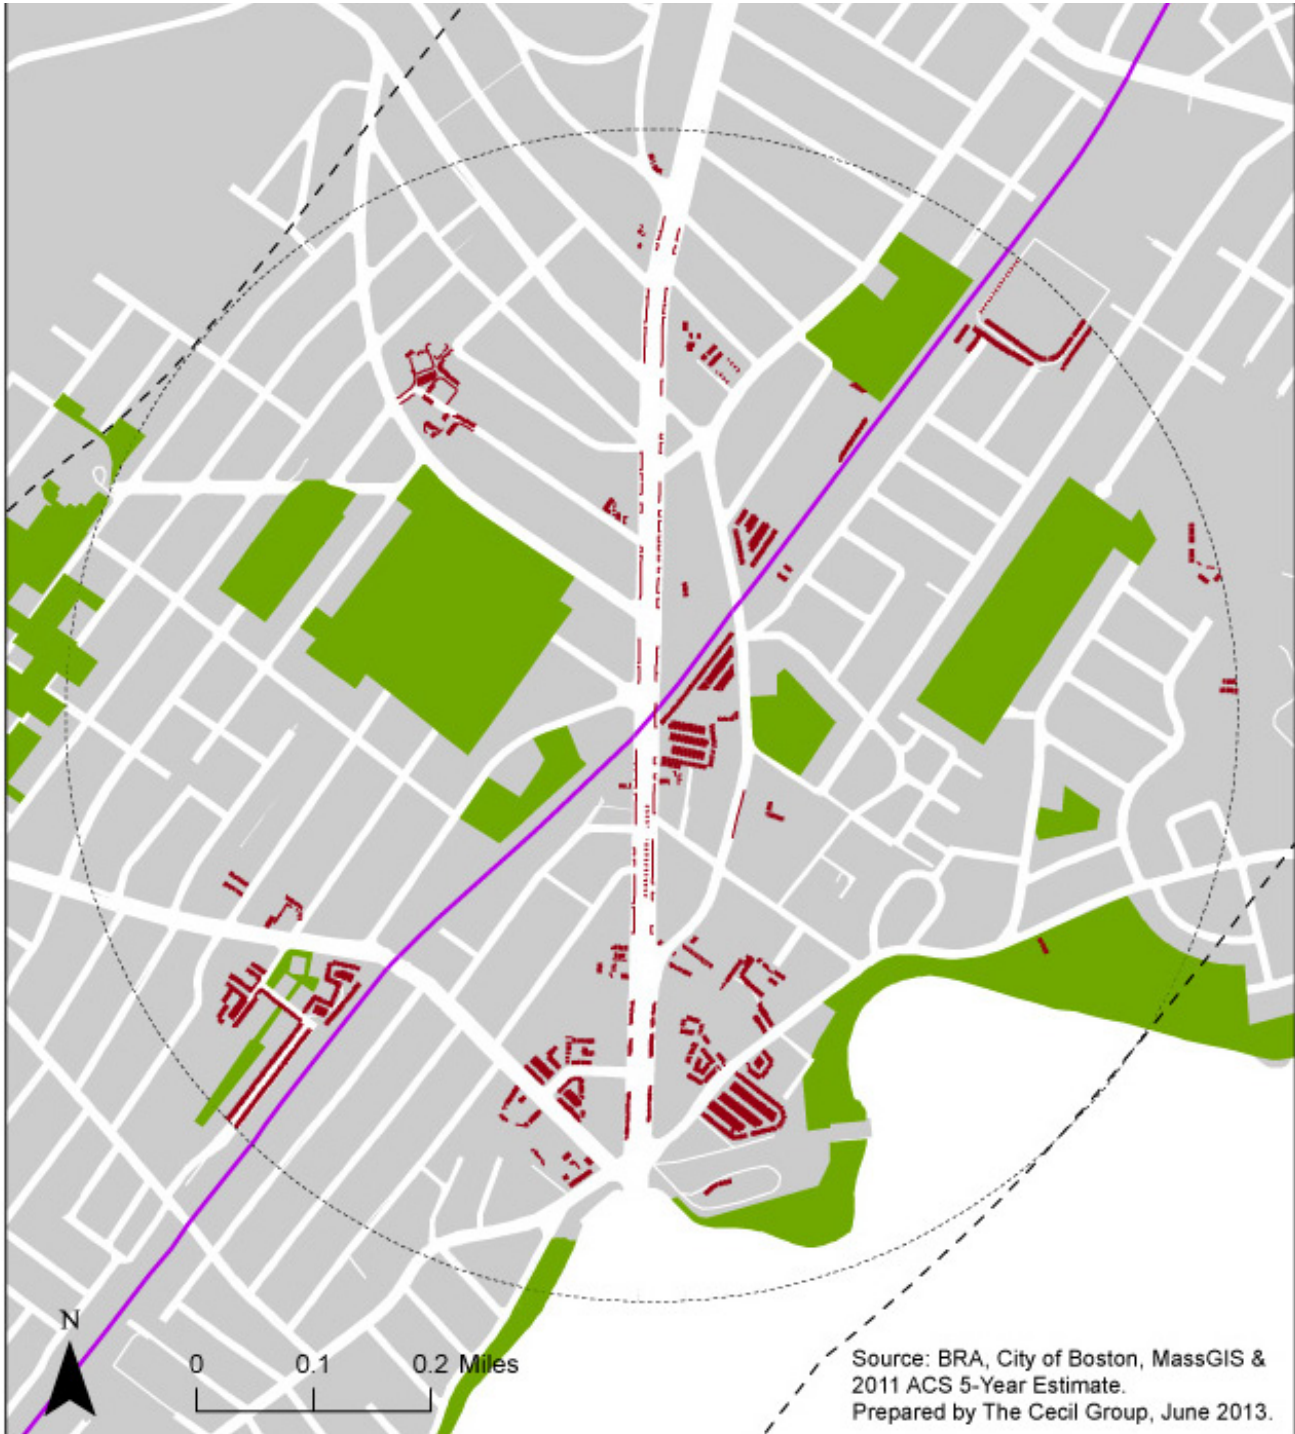 N
0 0.1 0.2 Miles
Source: BRA, City of Boston, MassGIS &
2011 ACS 5-Year Estimate.
Prepared by The Cecil Group, June 2013.